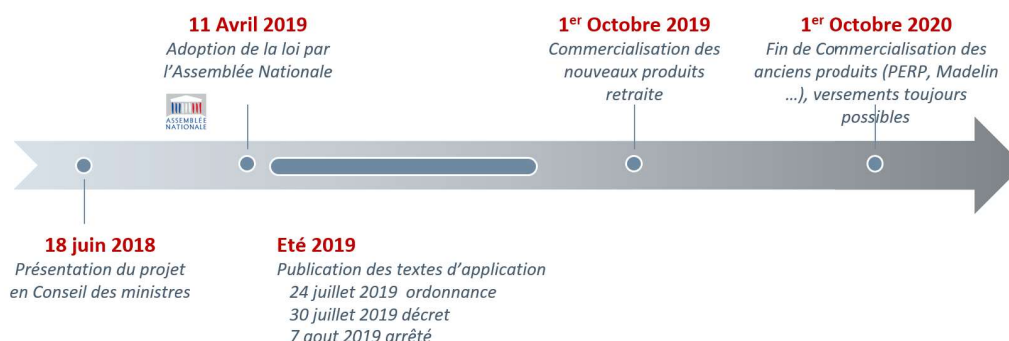 11 Avril 2019
Adoption de la loi par
l'Assemblée Nationale
ASSEMBLÉE
NATIONALE
1er Octobre 2019
Commercialisation des
nouveaux produits
retraite
1er Octobre 2020
Fin de Commercialisation des
anciens produits (PERP, Madelin
...), versements toujours
possibles
18 juin 2018
Présentation du projet
en Conseil des ministres
Eté 2019
Publication des textes d'application
24 juillet 2019 ordonnance
30 juillet 2019 décret
7 aout 2019 arrêté